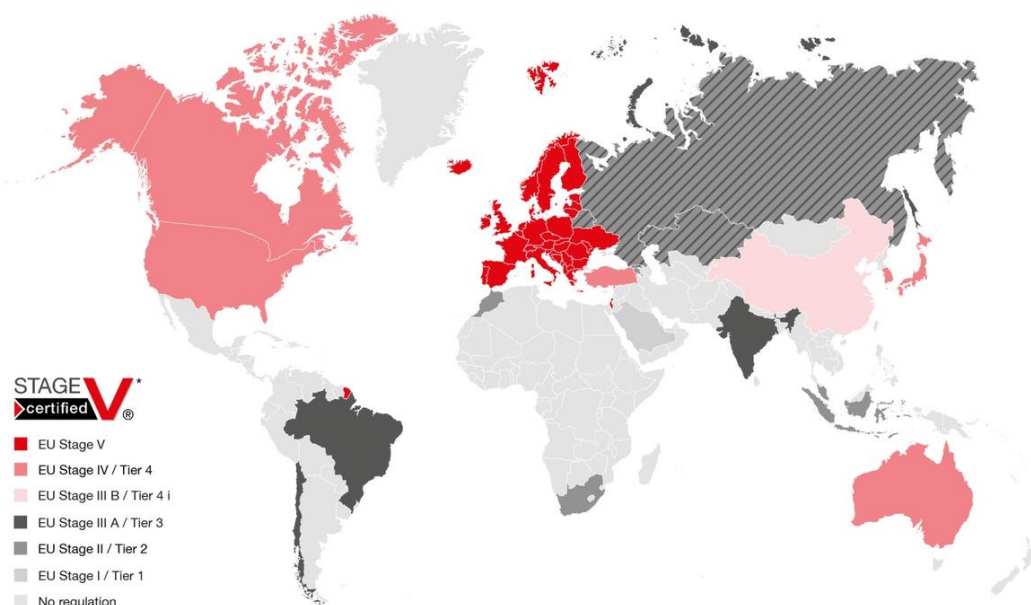 STAGE V*
certified ®
EU Stage V
EU Stage IV / Tier 4
EU Stage III B / Tier 4 i
EU Stage III A / Tier 3
EU Stage II / Tier 2
EU Stage I / Tier 1
No regulation